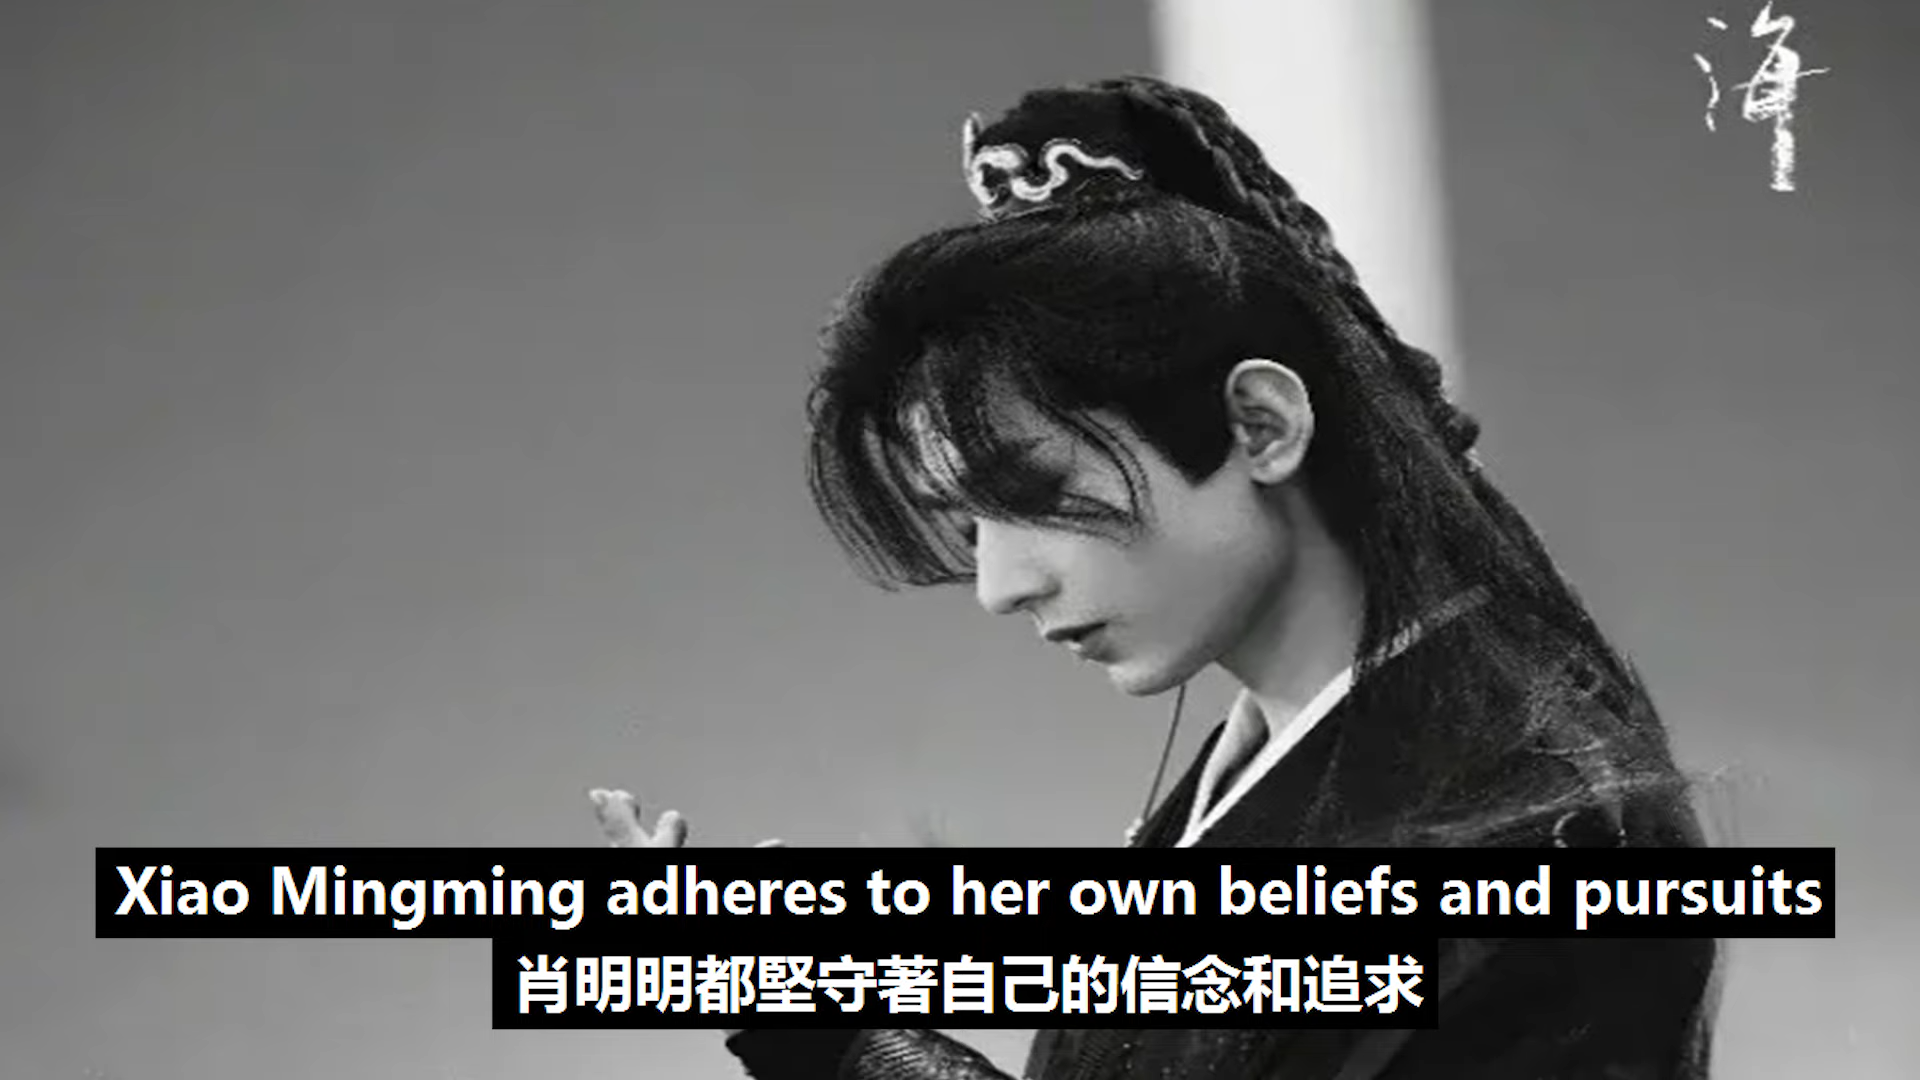 海
Xiao Mingming adheres to her own beliefs and pursuits
肖明明都堅守著自己的信念和追求